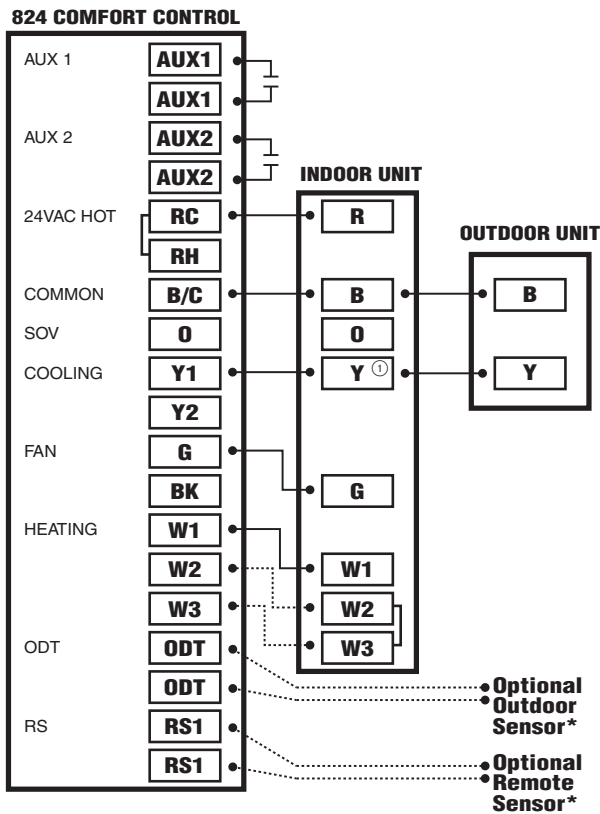 824 COMFORT CONTROL
AUX 1 AUX1
AUX1
AUX 2 AUX2
AUX2
INDOOR UNIT
24VAC HOT RC R
OUTDOOR UNIT
RH
COMMON B/C B B
SOV O O
COOLING Y1 Y ① Y
Y2
FAN G
BK G
HEATING W1
W2 W1
W3 W2
ODT ODT W3
ODT Optional
Outdoor
RS RS1 Sensor*
RS1 Optional
Remote
Sensor*